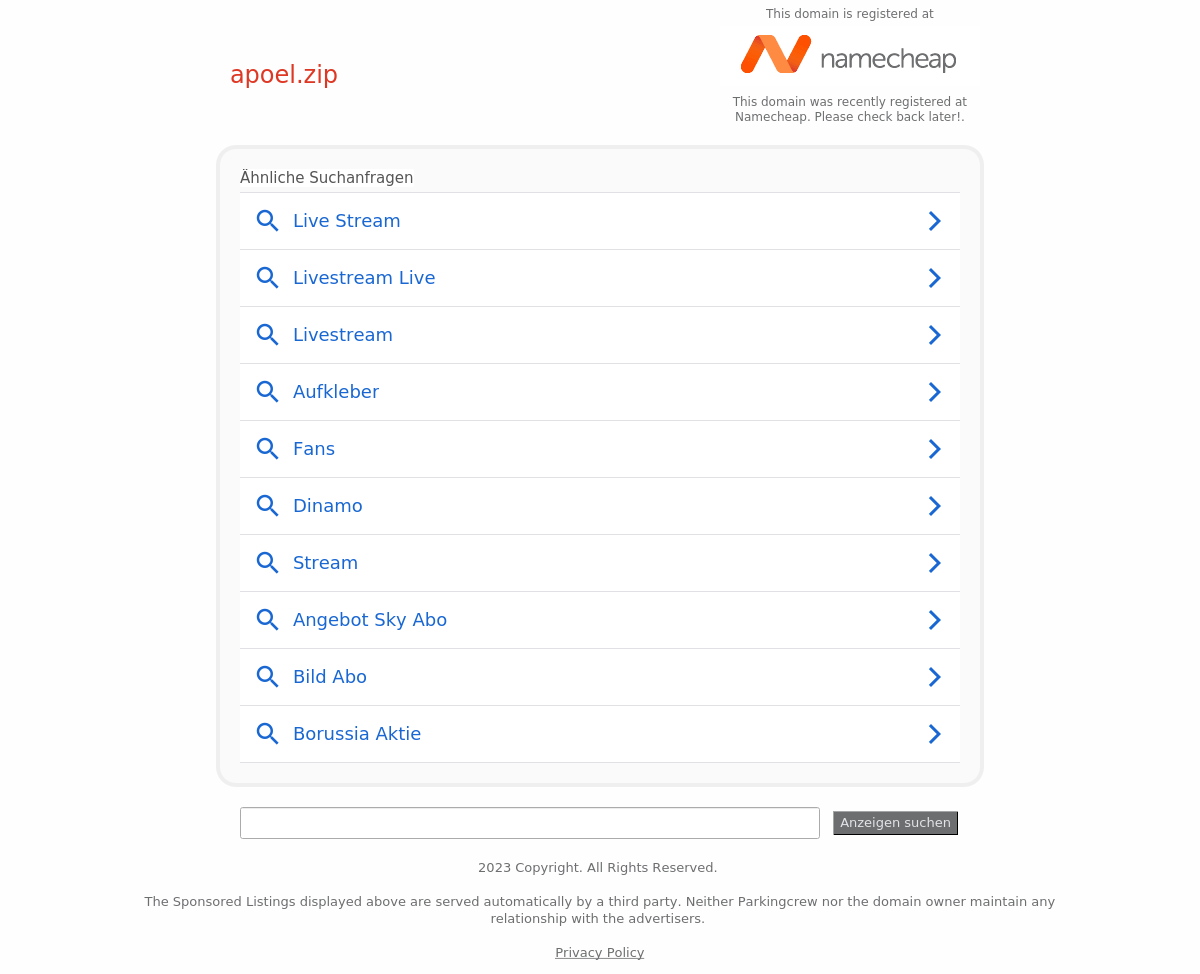 This domain is registered at
namecheap
apoel.zip
This domain was recently registered at
Namecheap. Please check back later!.
Ähnliche Suchanfragen
Live Stream
Livestream Live
Livestream
Aufkleber
Fans
Dinamo
Stream
Angebot Sky Abo
Bild Abo
Borussia Aktie
Anzeigen suchen
2023 Copyright. All Rights Reserved.
The Sponsored Listings displayed above are served automatically by a third party. Neither Parkingcrew nor the domain owner maintain any
relationship with the advertisers.
Privacy Policy